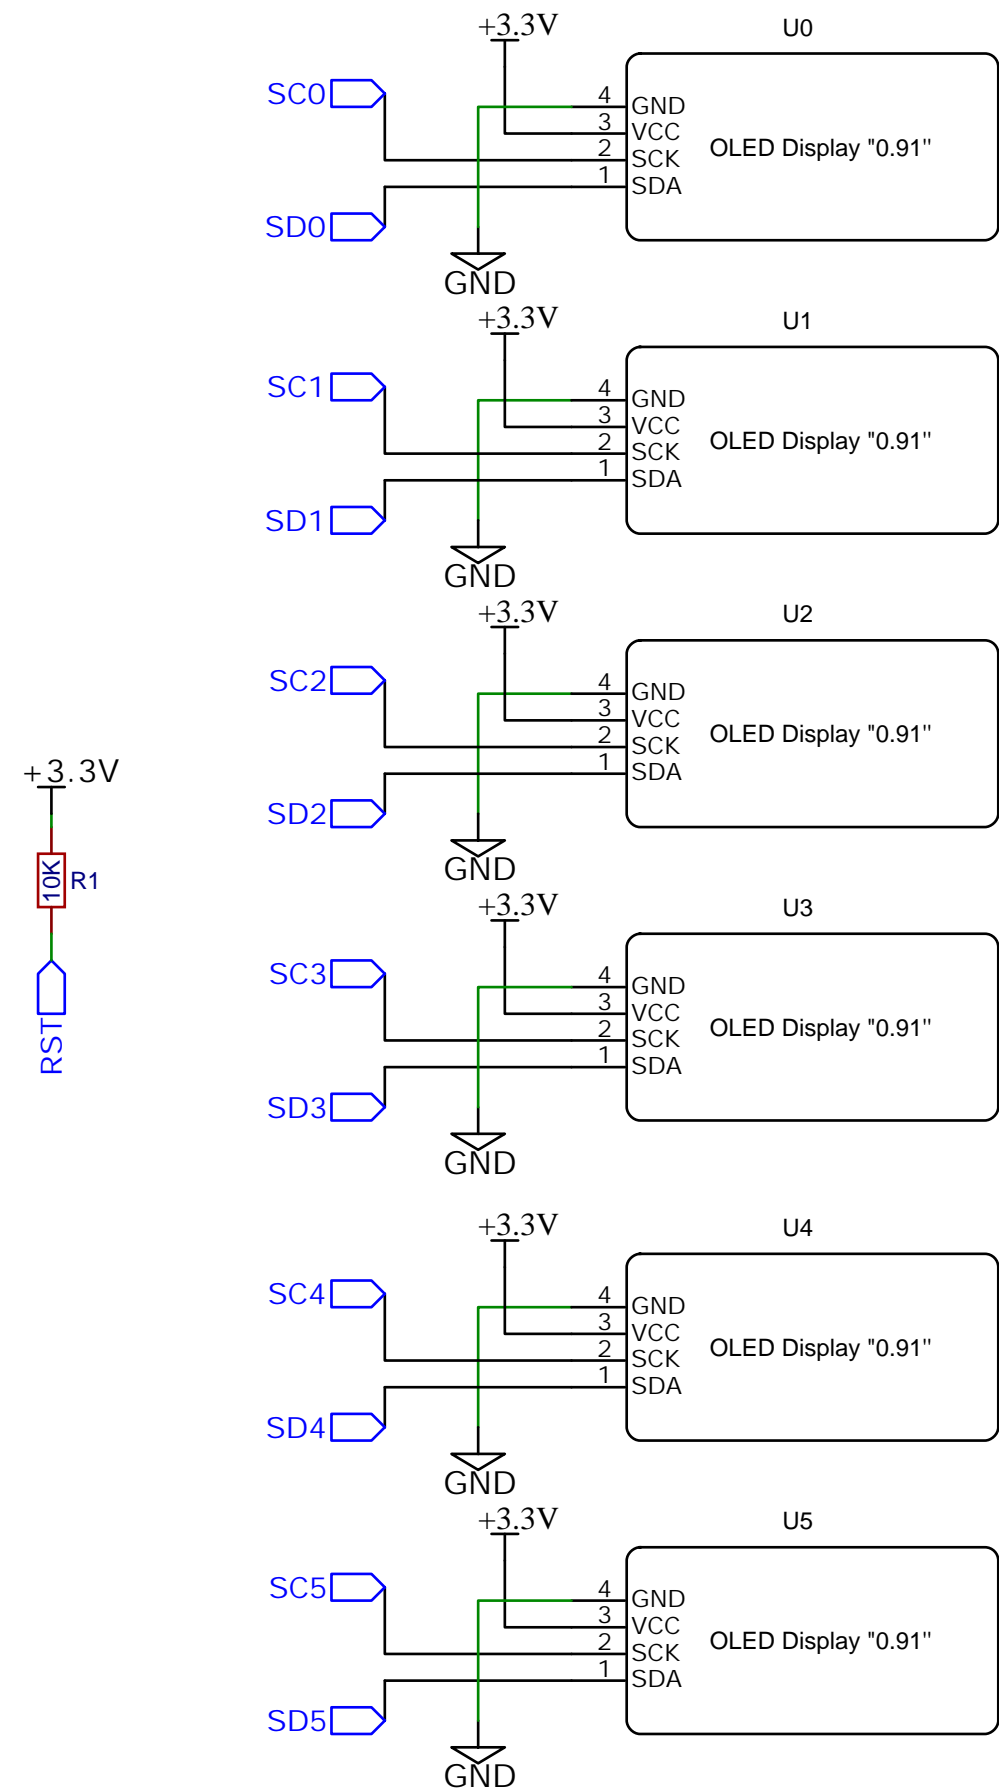 +3.3V
U0
SC0
4
GND
3
VCC
2
SCK
1
SDA
OLED Display "0.91"
SD0
GND
+3.3V
U1
SC1
4
GND
3
VCC
2
SCK
1
SDA
OLED Display "0.91"
SD1
GND
+3.3V
U2
SC2
4
GND
3
VCC
2
SCK
1
SDA
OLED Display "0.91"
SD2
GND
+3.3V
10K
R1
RST
+3.3V
U3
SC3
4
GND
3
VCC
2
SCK
1
SDA
OLED Display "0.91"
SD3
GND
+3.3V
U4
SC4
4
GND
3
VCC
2
SCK
1
SDA
OLED Display "0.91"
SD4
GND
+3.3V
U5
SC5
4
GND
3
VCC
2
SCK
1
SDA
OLED Display "0.91"
SD5
GND